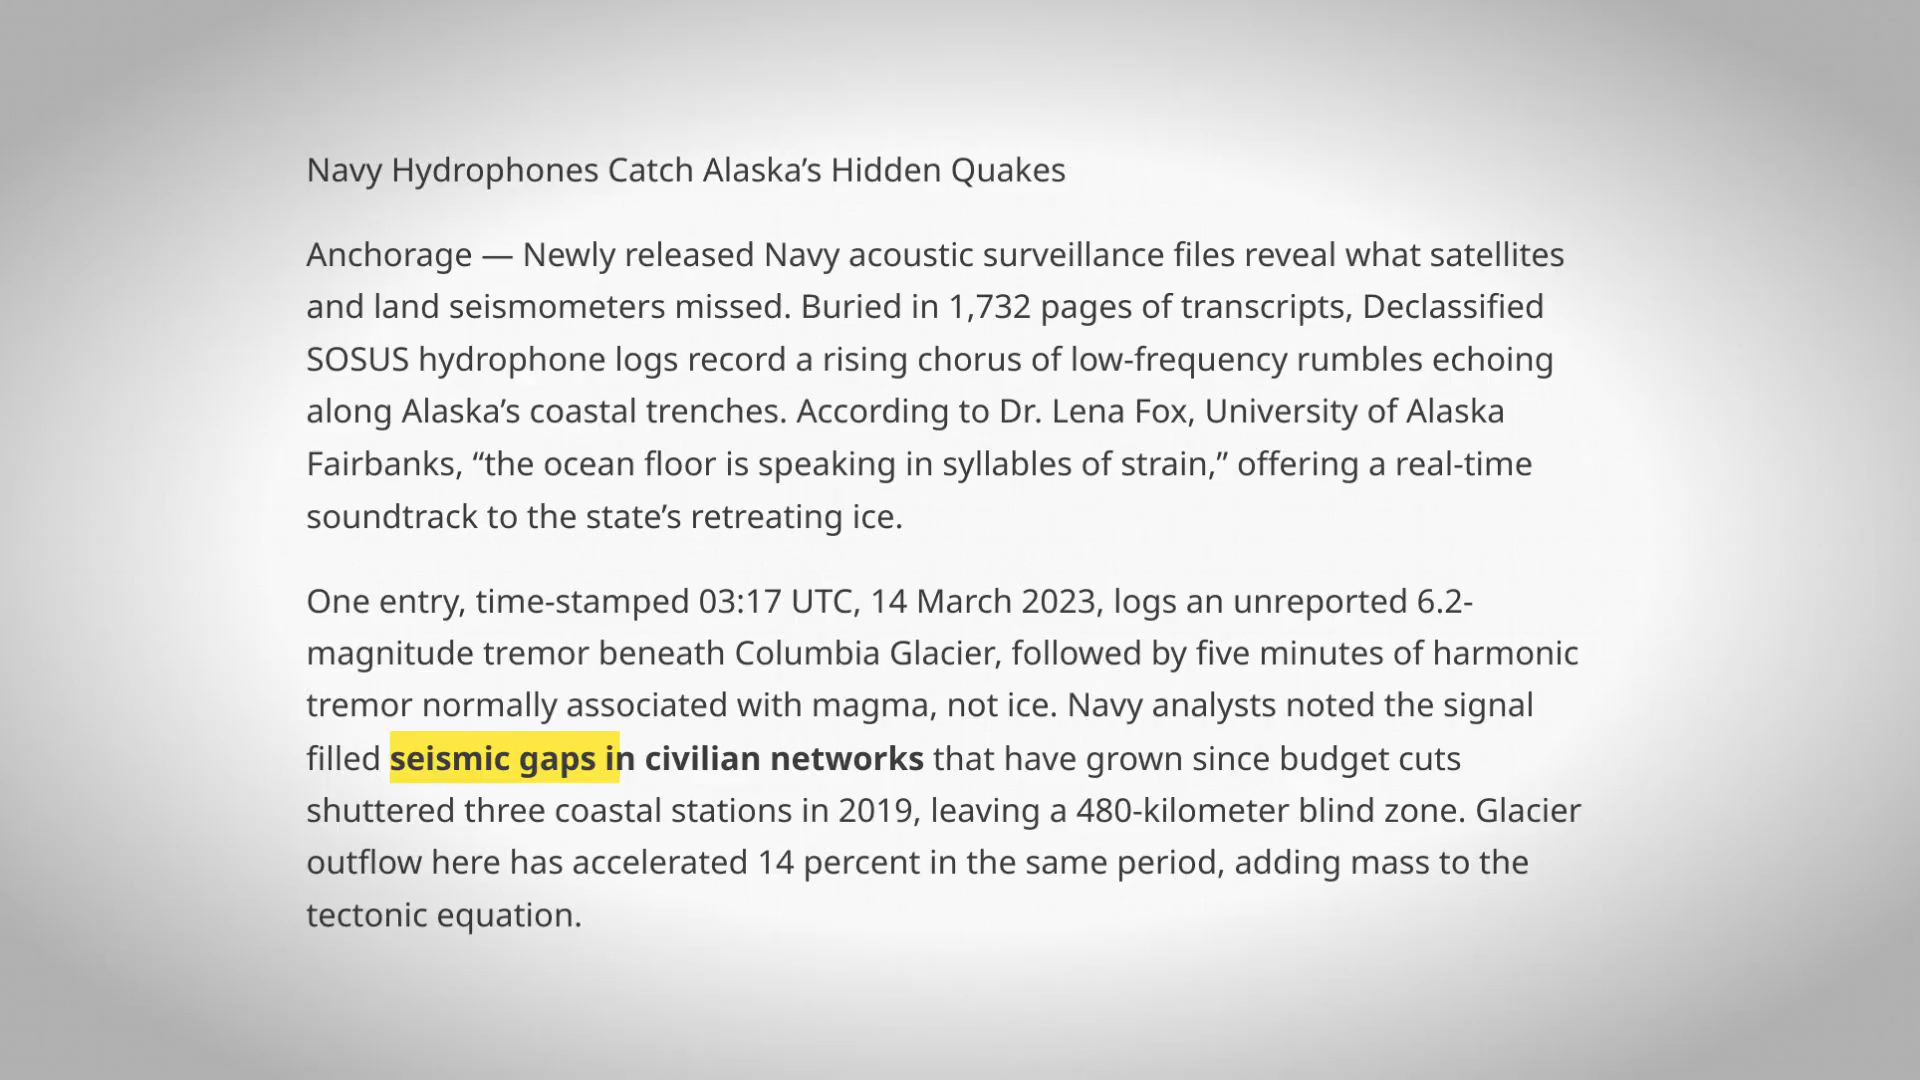 Navy Hydrophones Catch Alaska’s Hidden Quakes
Anchorage — Newly released Navy acoustic surveillance files reveal what satellites
and land seismometers missed. Buried in 1,732 pages of transcripts, Declassified
SOSUS hydrophone logs record a rising chorus of low-frequency rumbles echoing
along Alaska’s coastal trenches. According to Dr. Lena Fox, University of Alaska
Fairbanks, “the ocean floor is speaking in syllables of strain,” offering a real-time
soundtrack to the state’s retreating ice.
One entry, time-stamped 03:17 UTC, 14 March 2023, logs an unreported 6.2-
magnitude tremor beneath Columbia Glacier, followed by five minutes of harmonic
tremor normally associated with magma, not ice. Navy analysts noted the signal
filled seismic gaps in civilian networks that have grown since budget cuts
shuttered three coastal stations in 2019, leaving a 480-kilometer blind zone. Glacier
outflow here has accelerated 14 percent in the same period, adding mass to the
tectonic equation.